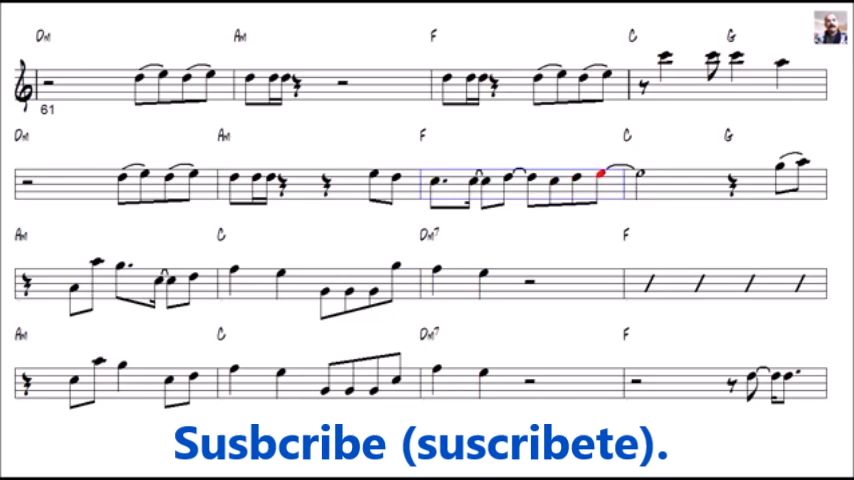 Dm Am F C G
61
Dm Am F C G
Am C Dm7 F
Am C Dm7 F
Susbcribe (suscribete).